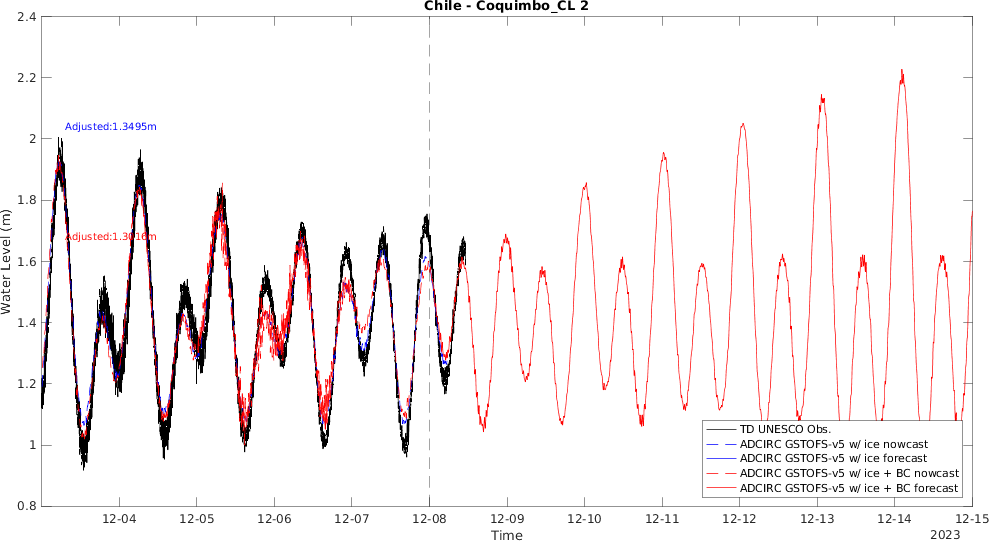 Chile - Coquimbo_CL 2
2.4
2.2
2
1.8
1.6
1.4
1.2
1
0.8
Water Level (m)
Adjusted:1.3495m
Adjusted:1.3016m
TD UNESCO Obs.
ADCIRC GSTOFS-v5 w/ ice nowcast
ADCIRC GSTOFS-v5 w/ ice forecast
ADCIRC GSTOFS-v5 w/ ice + BC nowcast
ADCIRC GSTOFS-v5 w/ ice + BC forecast
12-04 12-05 12-06 12-07 12-08 12-09 12-10 12-11 12-12 12-13 12-14 12-15
Time
2023